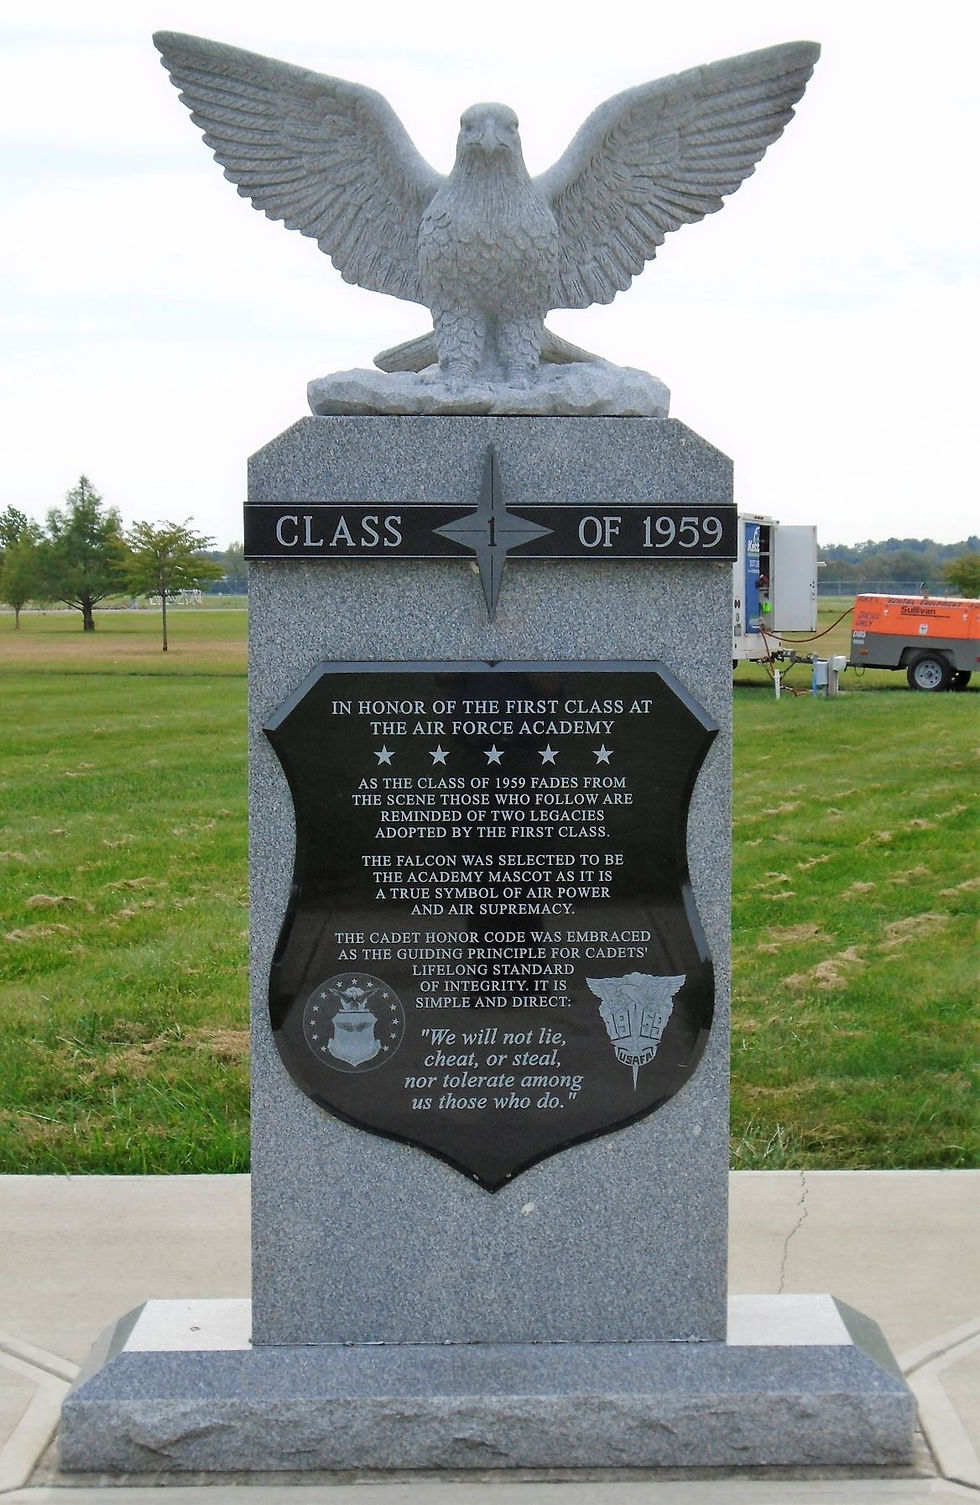 CLASS 1 OF 1959
IN HONOR OF THE FIRST CLASS AT
THE AIR FORCE ACADEMY
AS THE CLASS OF 1959 FADES FROM
THE SCENE THOSE WHO FOLLOW ARE
REMINDED OF TWO LEGACIES
ADOPTED BY THE FIRST CLASS.
THE FALCON WAS SELECTED TO BE
THE ACADEMY MASCOT AS IT IS
A TRUE SYMBOL OF AIR POWER
AND AIR SUPREMACY.
THE CADET HONOR CODE WAS EMBRACED
AS THE GUIDING PRINCIPLE FOR CADETS'
LIFELONG STANDARD
OF INTEGRITY. IT IS
SIMPLE AND DIRECT:
"We will not lie,
cheat, or steal,
nor tolerate among
us those who do."
1959
USAFA
RENTAL EQUIPMENT
Sullivan
DIESEL
ONLY